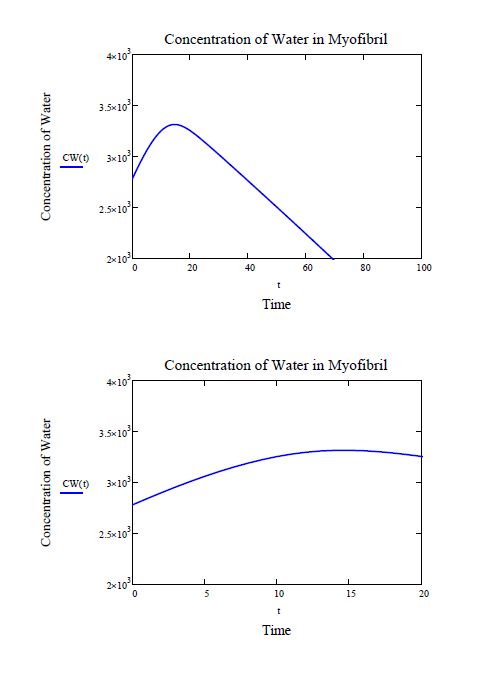 Concentration of Water in Myofibril
4×10³
3.5×10³
3×10³
2.5×10³
2×10³
Concentration of Water
CW(t)
0 20 40 60 80 100
t
Time
Concentration of Water in Myofibril
4×10³
3.5×10³
3×10³
2.5×10³
2×10³
Concentration of Water
CW(t)
0 5 10 15 20
t
Time